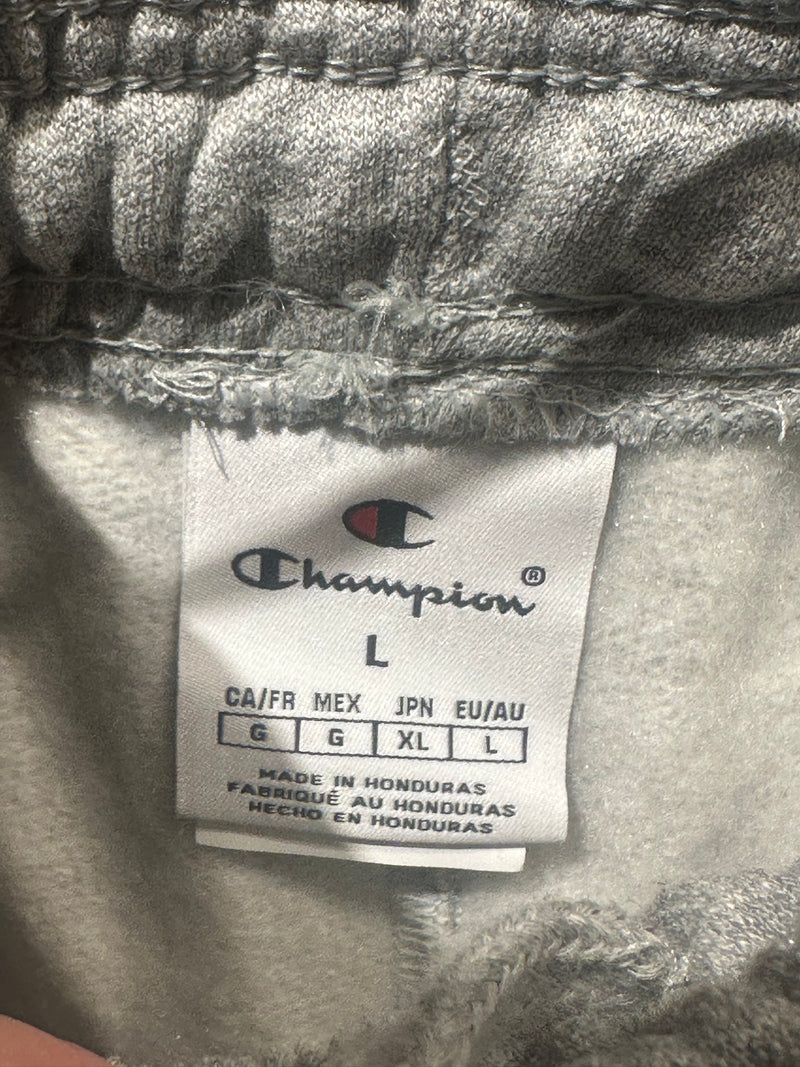 Champion®
L
CA/FR MEX JPN EU/AU
G G XL L
MADE IN HONDURAS
FABRIQUÉ AU HONDURAS
HECHO EN HONDURAS